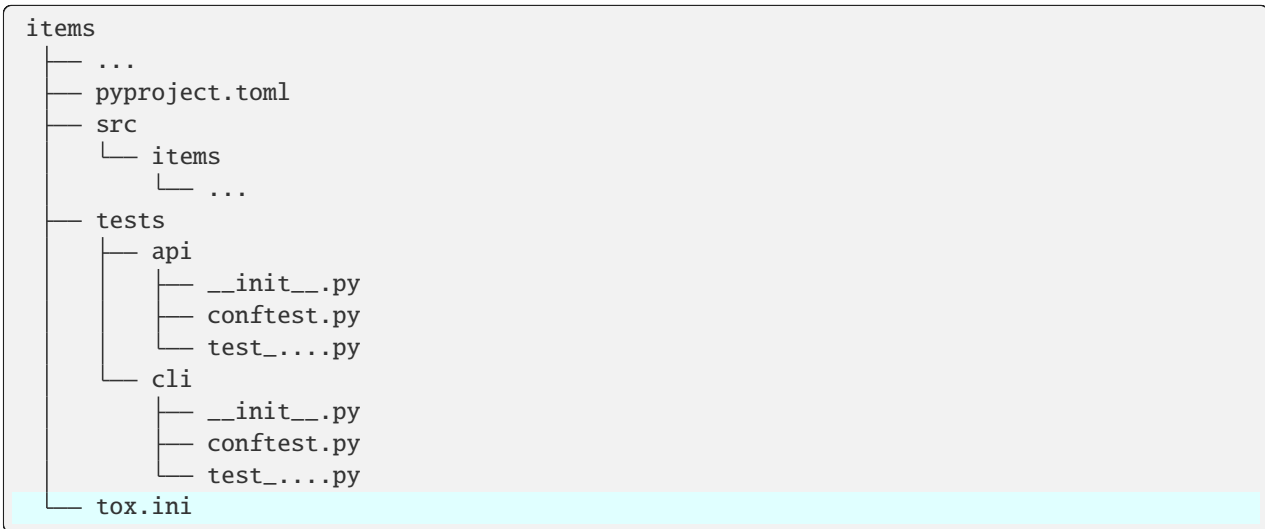 items
├── ...
├── pyproject.toml
├── src
│   └── items
│       └── ...
├── tests
│   ├── api
│   │   ├── __init__.py
│   │   ├── conftest.py
│   │   └── test_....py
│   └── cli
│       ├── __init__.py
│       ├── conftest.py
│       └── test_....py
└── tox.ini